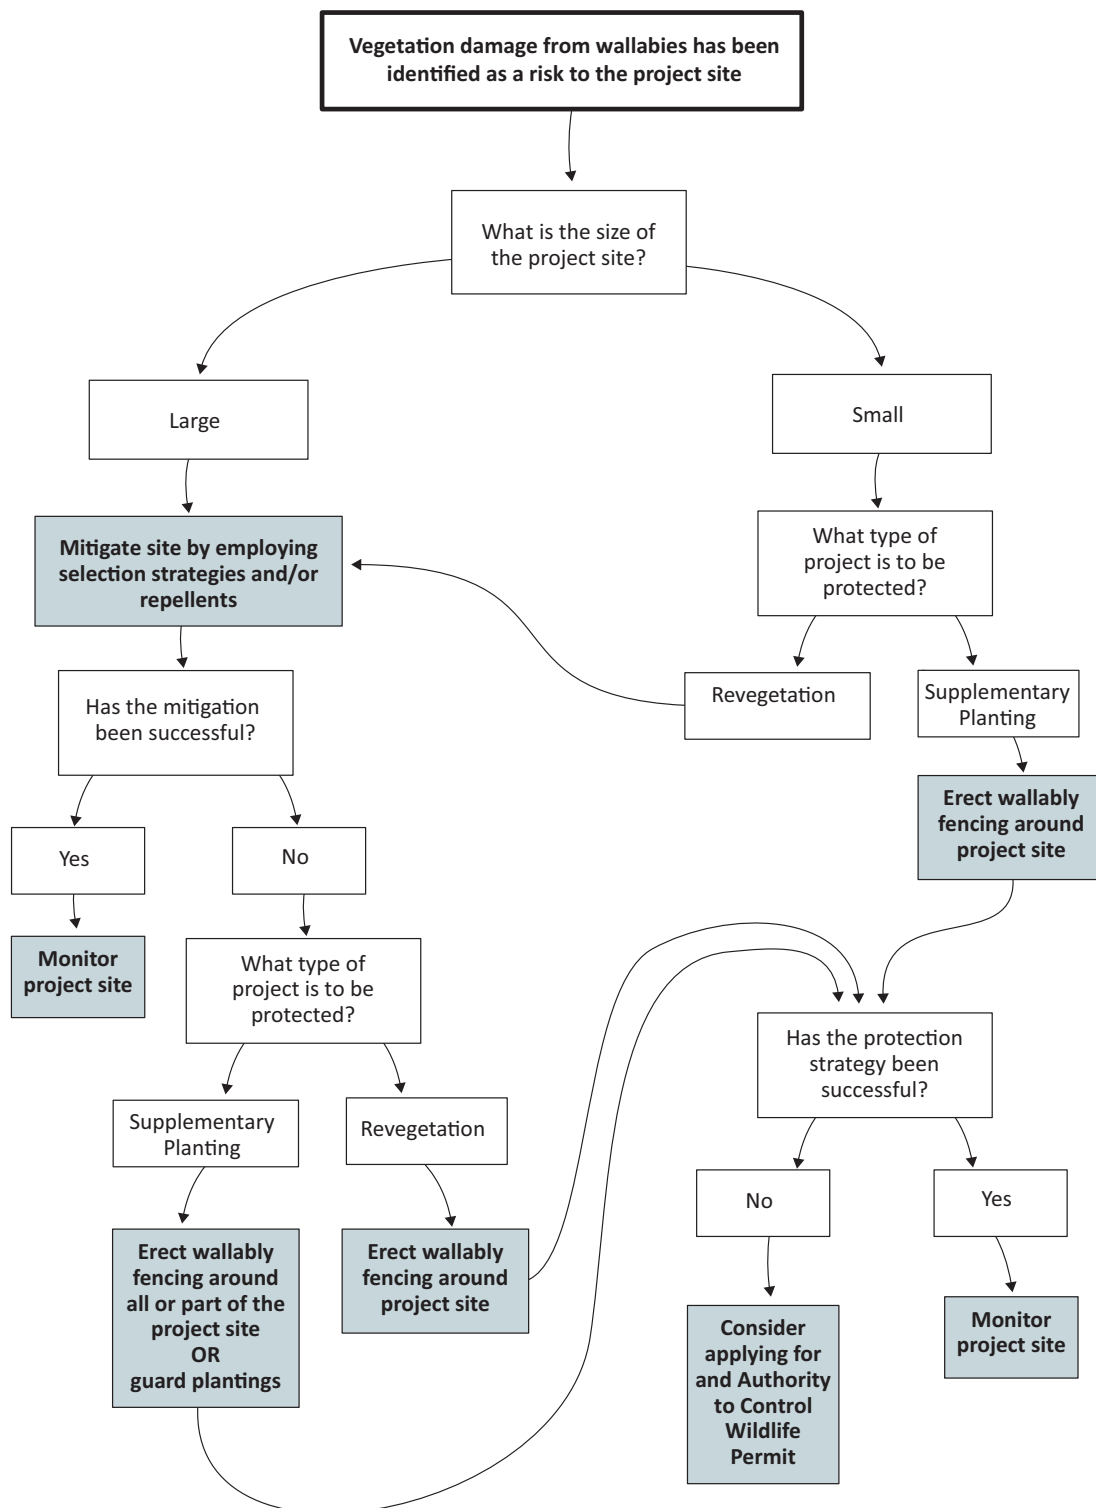 Vegetation damage from wallabies has been
identified as a risk to the project site
What is the size of
the project site?
Large
Small
Mitigate site by employing
selection strategies and/or
repellents
What type of
project is to be
protected?
Revegetation
Supplementary
Planting
Has the mitigation
been successful?
Erect wallably
fencing around
project site
Yes
No
Monitor
project site
What type of
project is to be
protected?
Has the protection
strategy been
successful?
Supplementary
Planting
Revegetation
No
Yes
Erect wallably
fencing around
all or part of the
project site
OR
guard plantings
Erect wallably
fencing around
project site
Consider
applying for
and Authority
to Control
Wildlife
Permit
Monitor
project site